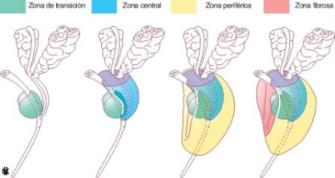 Zona de transición
Zona central
Zona periférica
Zona fibrosa